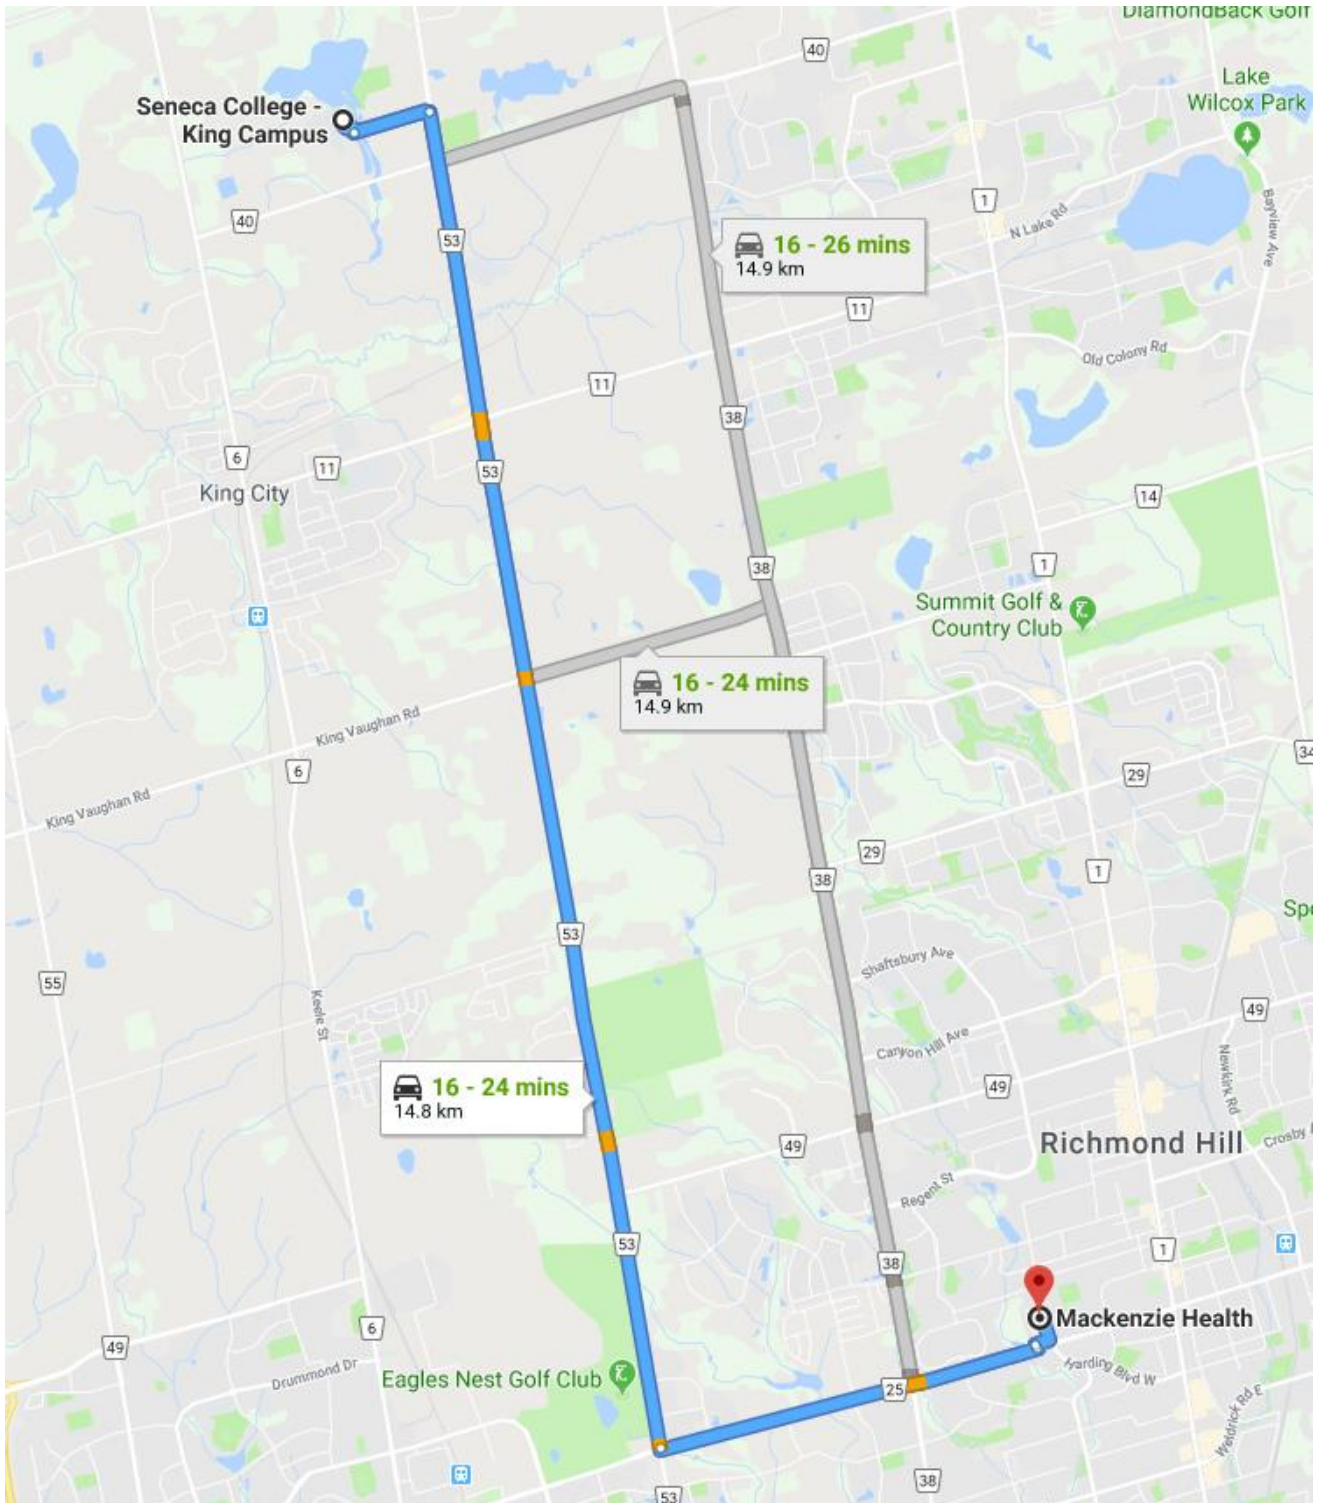 DiamondBack Golf
40
Lake
Wilcox Park
Seneca College -
King Campus
1
N Lake Rd
Bayview Ave
40
53
16 - 26 mins
14.9 km
11
Old Colony Rd
11
38
6
11
53
King City
14
38
1
Summit Golf &
Country Club
16 - 24 mins
14.9 km
King Vaughan Rd
6
34
29
King Vaughan Rd
29
38
1
Spe
53
Shaftsbury Ave
55
Keele St
49
Canyon Hill Ave
Newkirk Rd
16 - 24 mins
14.8 km
49
49
Richmond Hill
Crosby A
Regent St
53
1
38
Mackenzie Health
6
49
Drummond Dr
Eagles Nest Golf Club
25
Harding Blvd W
Weldrick Rd E
38
53